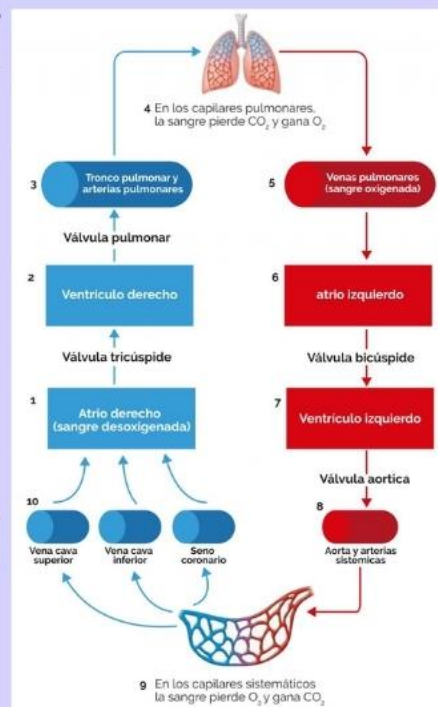 4 En los capilares pulmonares,
la sangre pierde CO₂ y gana O₂
3
Tronco pulmonar y
arterias pulmonares
5
Venas pulmonares
(sangre oxigenada)
Válvula pulmonar
2
Ventrículo derecho
6
atrio izquierdo
Válvula tricúspide
Válvula bicúspide
1
Atrio derecho
(sangre desoxigenada)
7
Ventrículo izquierdo
Válvula aortica
10
Vena cava
superior
Vena cava
inferior
Seno
coronario
8
Aorta y arterias
sistémicas
9 En los capilares sistemáticos
la sangre pierde O₂ y gana CO₂